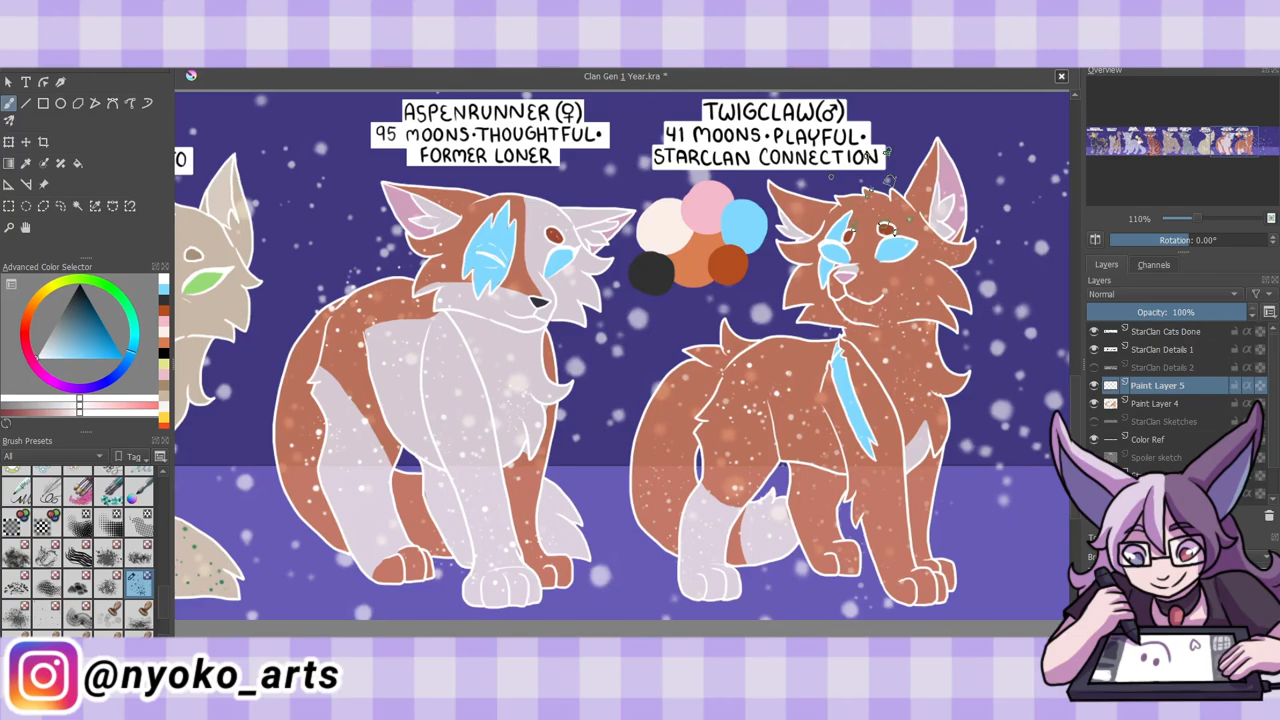 Clan Gen 1 Year.kra *
Overview
ASPENRUNNER (♀)
95 MOONS•THOUGHTFUL•
FORMER LONER
TWIGCLAW(♂)
41 MOONS•PLAYFUL•
STARCLAN CONNECTION
110%
Rotation: 0.00°
Layers
Channels
Layers
Normal
Opacity: 100%
StarClan Cats Done
StarClan Details 1
StarClan Details 2
Paint Layer 5
Paint Layer 4
StarClan Sketches
Color Ref
Spoiler sketch
Advanced Color Selector
Brush Presets
All
Tag
@nyoko_arts